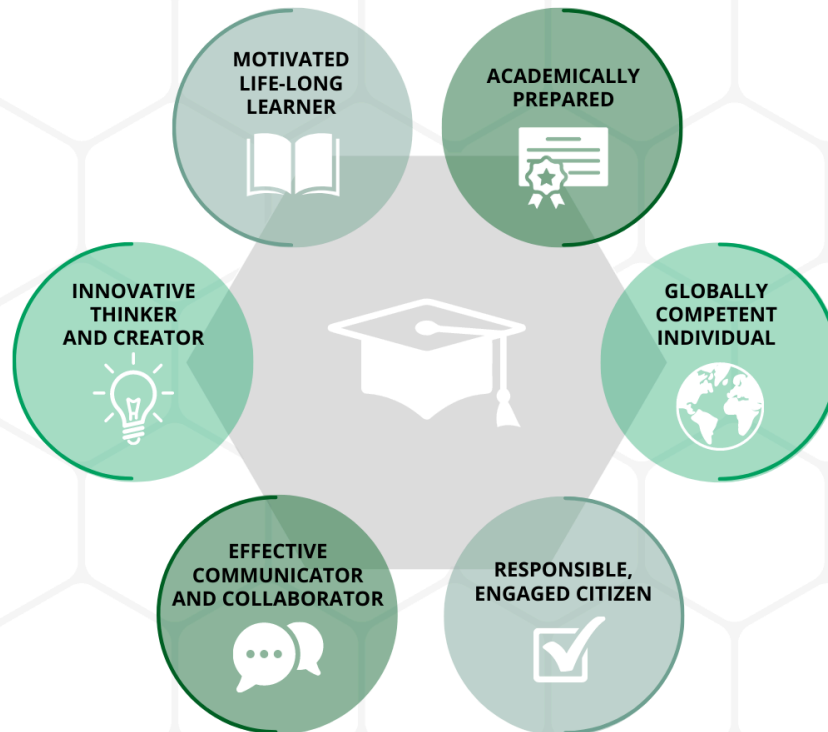 MOTIVATED
LIFE-LONG
LEARNER
ACADEMICALLY
PREPARED
INNOVATIVE
THINKER
AND CREATOR
GLOBALLY
COMPETENT
INDIVIDUAL
EFFECTIVE
COMMUNICATOR
AND COLLABORATOR
RESPONSIBLE,
ENGAGED CITIZEN